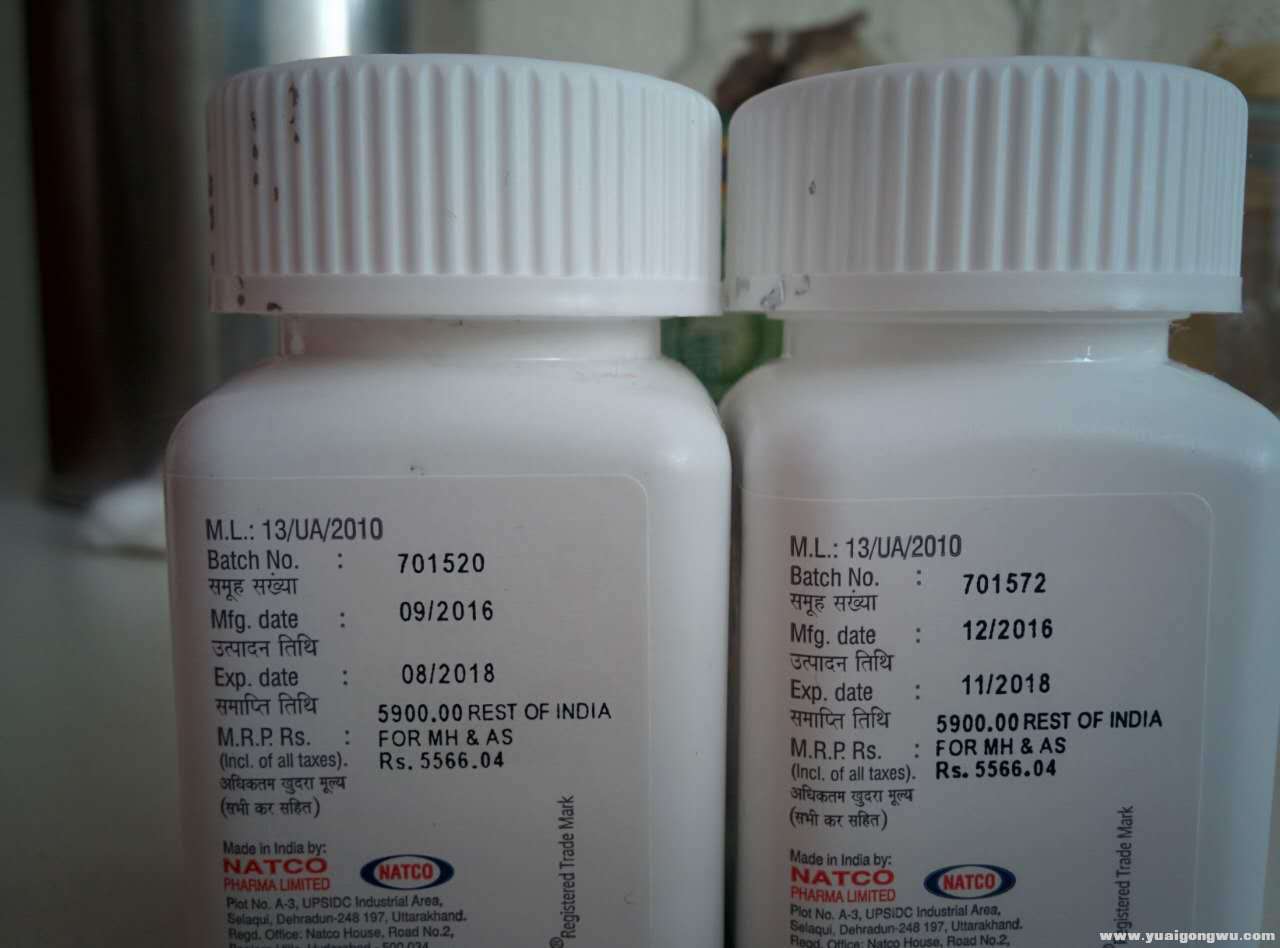 M.L.: 13/UA/2010
Batch No. : 701520
समूह सख्ंया
Mfg. date : 09/2016
उत्पादन तिथि
Exp. date : 08/2018
समाप्ति तिथि
5900.00 REST OF INDIA
M.R.P. Rs. : FOR MH & AS
(Incl. of all taxes). Rs. 5566.04
अधिकतम खुदरा मूल्य
(सभी कर सहित)
Made in India by:
NATCO
PHARMA LIMITED
NATCO
Plot No. A-3, UPSIDC Industrial Area,
Selaqui, Dehradun-248 197, Uttarakhand.
Regd. Office: Natco House, Road No.2,
®Registered Trade Mark
M.L.: 13/UA/2010
Batch No. : 701572
समूह सख्ंया
Mfg. date : 12/2016
उत्पादन तिथि
Exp. date : 11/2018
समाप्ति तिथि
5900.00 REST OF INDIA
M.R.P. Rs. : FOR MH & AS
(Incl. of all taxes). Rs. 5566.04
अधिकतम खुदरा मूल्य
(सभी कर सहित)
Made in India by:
NATCO
PHARMA LIMITED
NATCO
Plot No. A-3, UPSIDC Industrial Area,
Selaqui, Dehradun-248 197, Uttarakhand.
Regd. Office: Natco House, Road No.2,
Registered Trade Mark
www.yuaigongwu.com